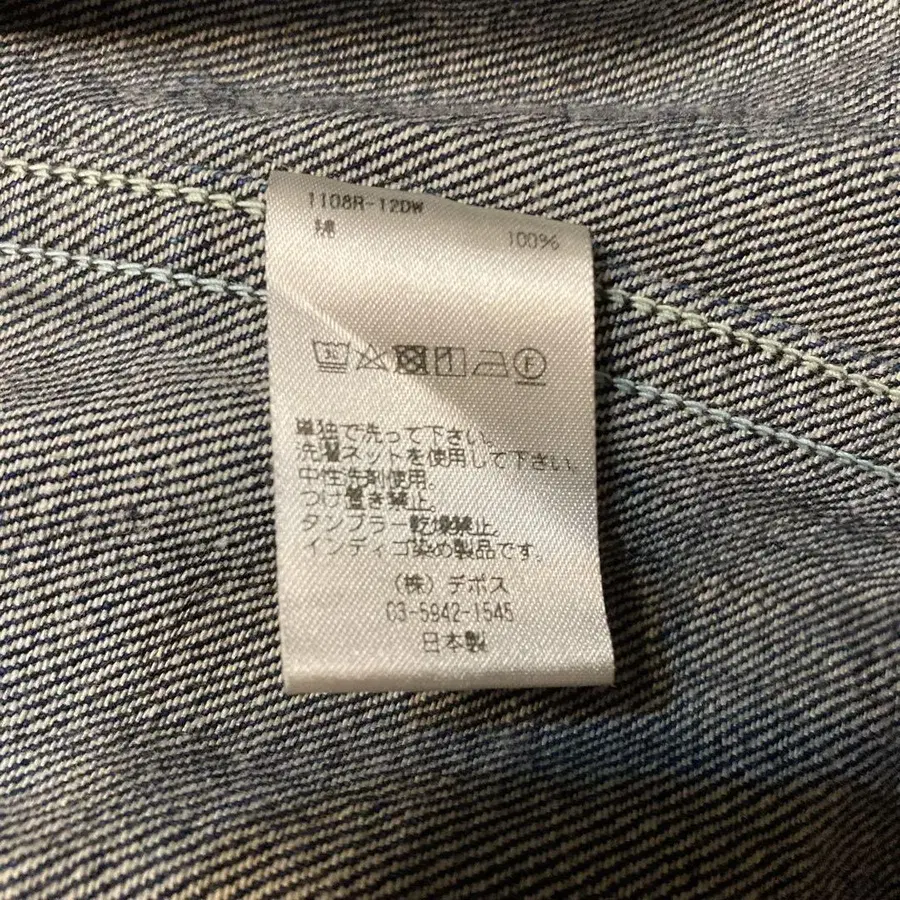 1108R-12DW
綿 100%
単独で洗って下さい。
洗濯ネットを使用して下さい。
中性洗剤使用。
つけ置き禁止。
タンブラー乾燥禁止。
インディゴ染め製品です。
(株)デポス
03-5942-1545
日本製